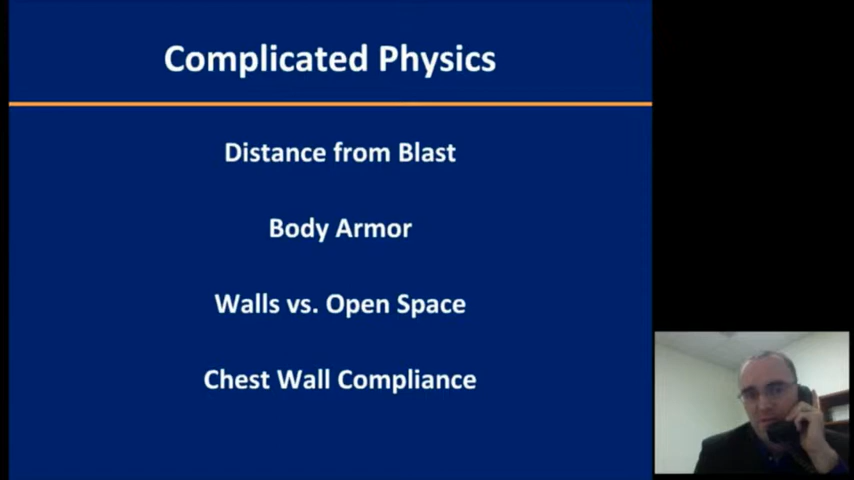 Complicated Physics
Distance from Blast
Body Armor
Walls vs. Open Space
Chest Wall Compliance